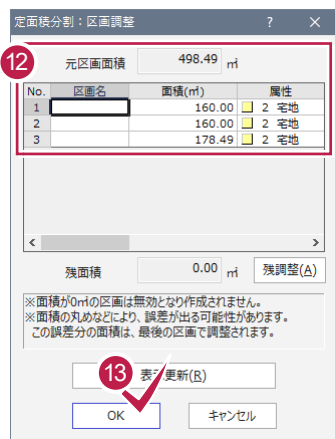 定面積分割：区画調整 ? ×
12
元区画面積 498.49 ㎡
No. 区画名 面積(㎡) 属性
1 160.00 2 宅地
2 160.00 2 宅地
3 178.49 2 宅地
残面積 0.00 ㎡ 残調整(A)
※面積が0㎡の区画は無効となり作成されません。
※面積の丸めなどにより、誤差が出る可能性があります。
この誤差分の面積は、最後の区画で調整されます。
13 表示更新(R)
OK キャンセル